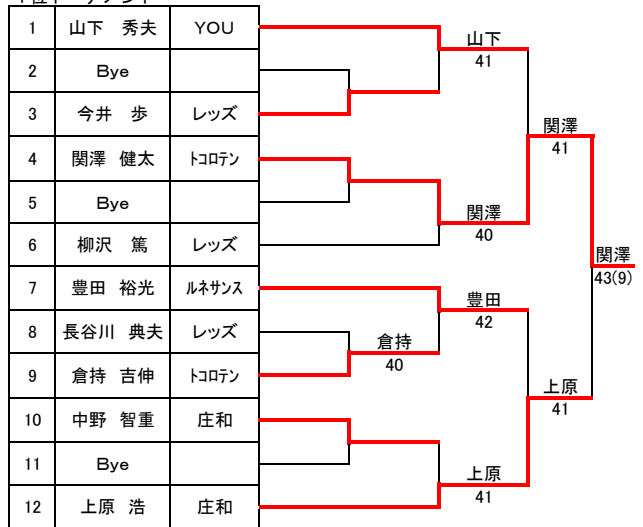 1 山下 秀夫 YOU
2 Bye
3 今井 歩 レッズ
4 関澤 健太 トコロテン
5 Bye
6 柳沢 篤 レッズ
7 豊田 裕光 ルネサンス
8 長谷川 典夫 レッズ
9 倉持 吉伸 トコロテン
10 中野 智重 庄和
11 Bye
12 上原 浩 庄和
倉持
40
山下
41
関澤
40
豊田
42
上原
41
関澤
41
上原
41
関澤
43(9)